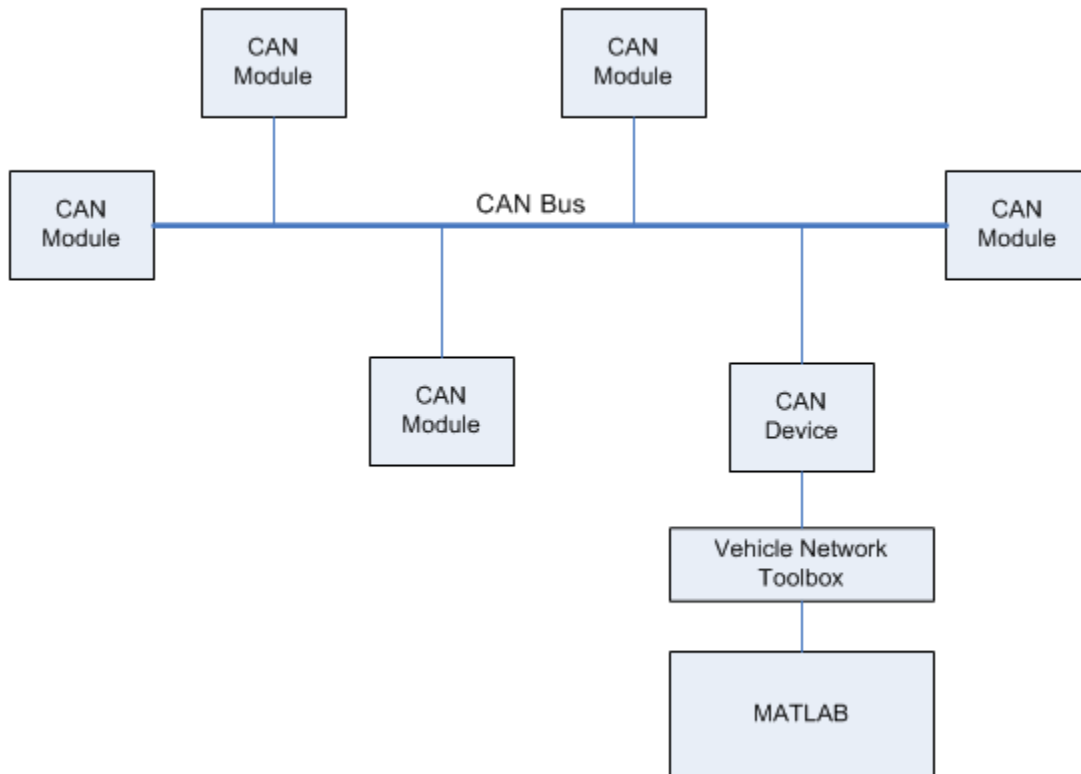 CAN
Module
CAN
Module
CAN
Module
CAN Bus
CAN
Module
CAN
Module
CAN
Device
Vehicle Network
Toolbox
MATLAB